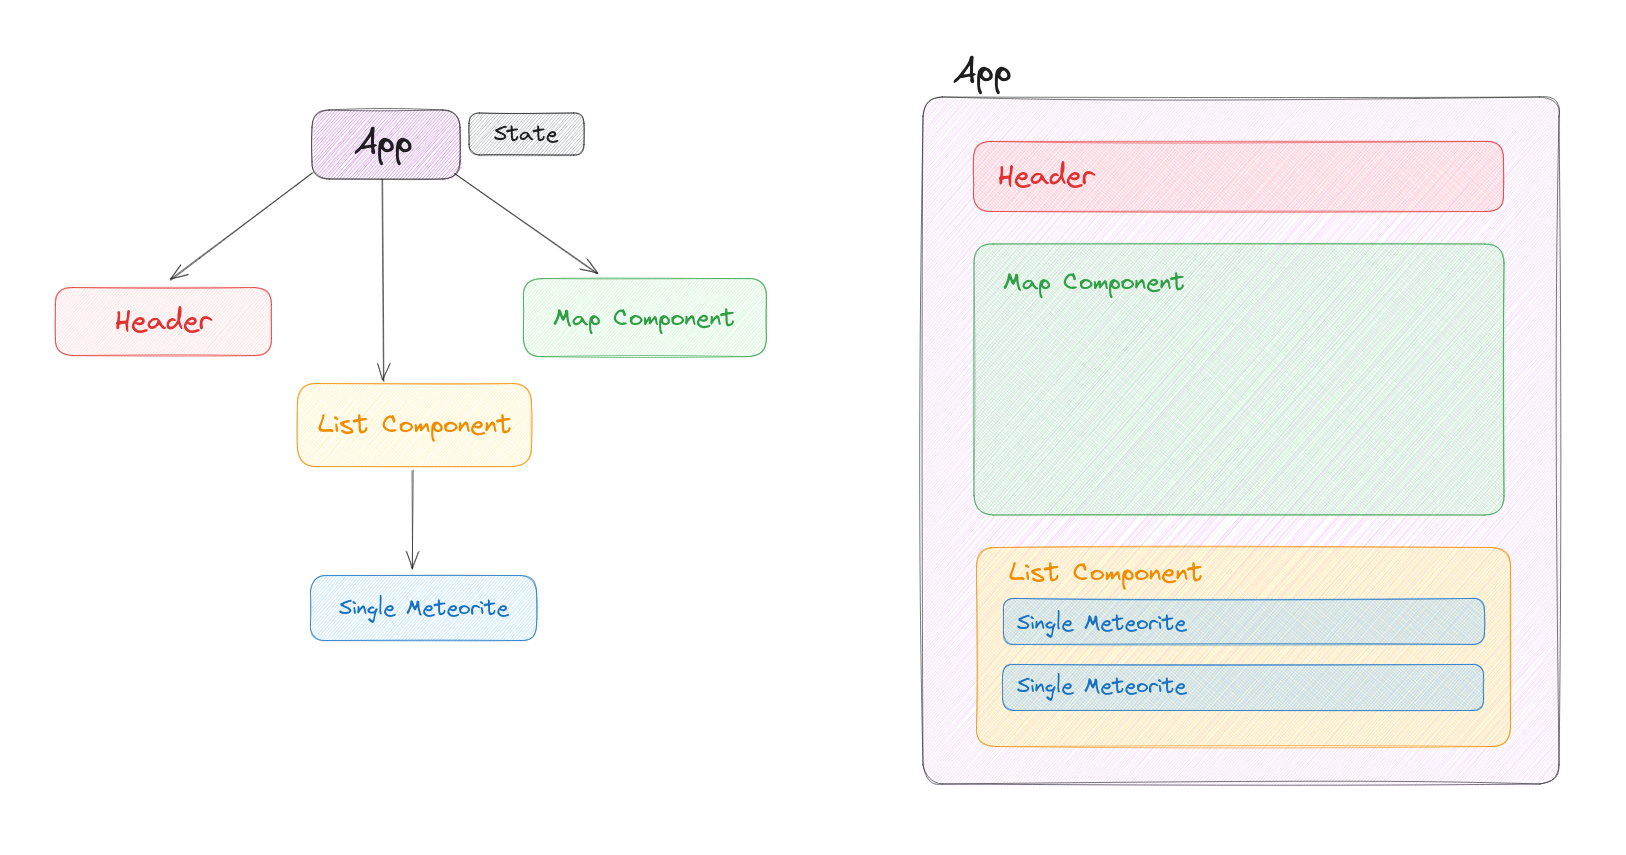 App
State
Header
Map Component
List Component
Single Meteorite
App
Header
Map Component
List Component
Single Meteorite
Single Meteorite